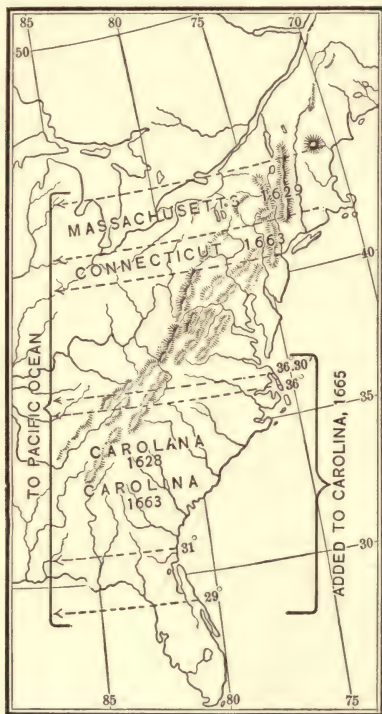 85
80
75
70
50
MASSACHUSETTS 1629
CONNECTICUT 1663
40
TO PACIFIC OCEAN
36°30'
36°
35
CAROLANA
1628
CAROLINA
1663
ADDED TO CAROLINA, 1665
31°
30
29°
85
80
75